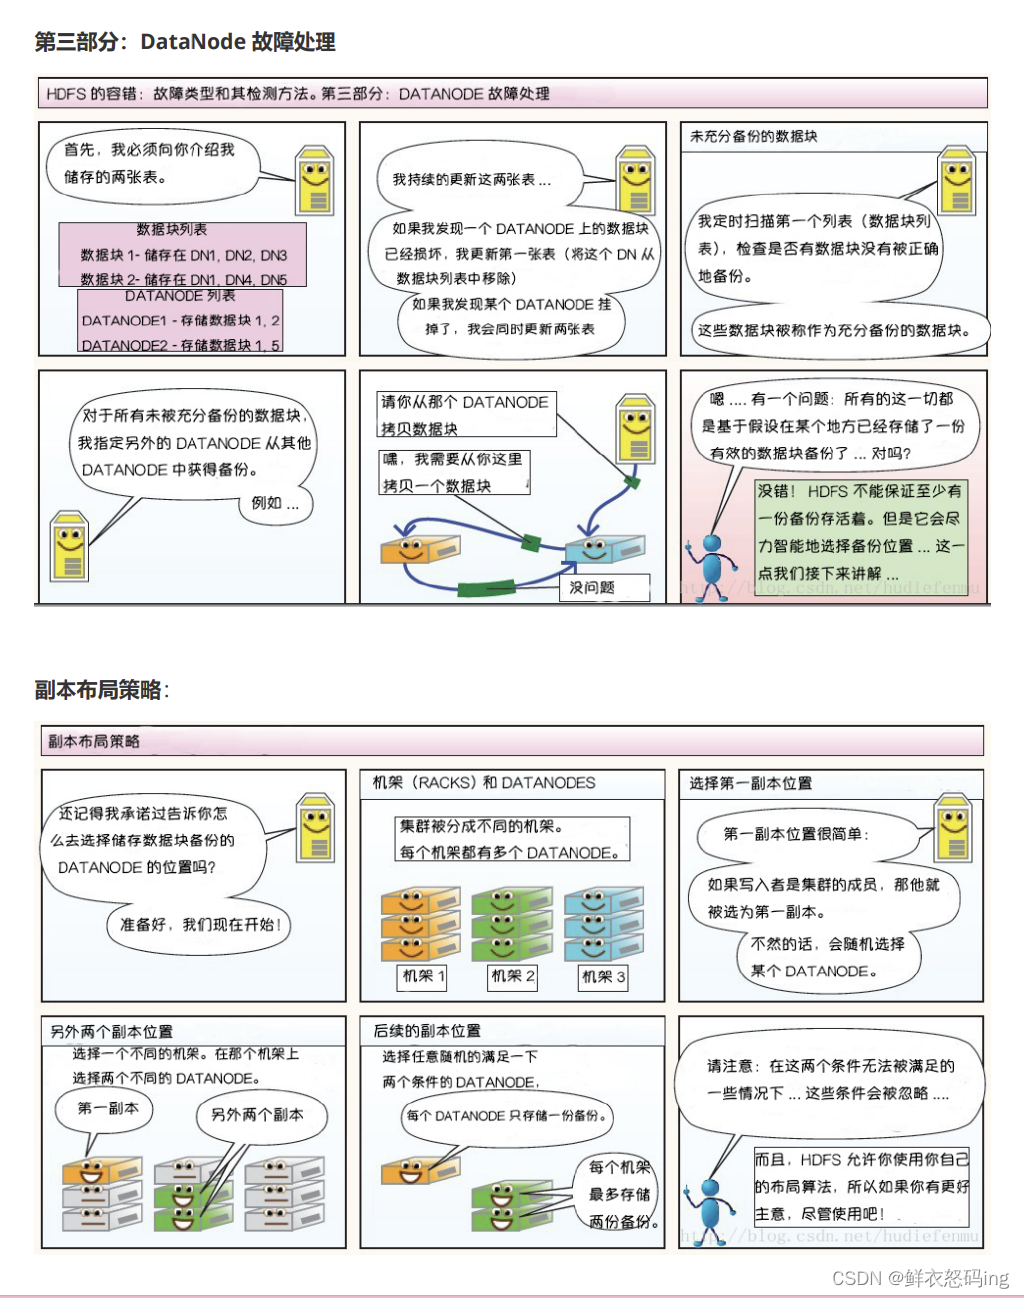 第三部分：DataNode 故障处理
HDFS 的容错：故障类型和其检测方法。第三部分：DATANODE 故障处理
首先，我必须向你介绍我
储存的两张表。
数据块列表
数据块 1- 储存在 DN1, DN2, DN3
数据块 2- 储存在 DN1, DN4, DN5
DATANODE 列表
DATANODE1 - 存储数据块 1, 2
DATANODE2 - 存储数据块 1, 5
我持续的更新这两张表 ...
如果我发现一个 DATANODE 上的数据块
已经损坏，我更新第一张表（将这个 DN 从
数据块列表中移除）
如果我发现某个 DATANODE 挂
掉了，我会同时更新两张表
未充分备份的数据块
我定时扫描第一个列表（数据块列
表），检查是否有数据块没有被正确
地备份。
这些数据块被称作为充分备份的数据块。
对于所有未被充分备份的数据块，
我指定另外的 DATANODE 从其他
DATANODE 中获得备份。
例如 ...
请你从那个 DATANODE
拷贝数据块
嘿，我需要从你这里
拷贝一个数据块
没问题
嗯 .... 有一个问题：所有的这一切都
是基于假设在某个地方已经存储了一份
有效的数据块备份了 ... 对吗？
没错！ HDFS 不能保证至少有
一份备份存活着。但是它会尽
力智能地选择备份位置 ... 这一
点我们接下来讲解 ...
http://blog.csdn.net/hudiefenmu
副本布局策略：
副本布局策略
还记得我承诺过告诉你怎
么去选择储存数据块备份的
DATANODE 的位置吗？
准备好，我们现在开始！
机架（RACKS）和 DATANODES
集群被分成不同的机架。
每个机架都有多个 DATANODE。
机架 1
机架 2
机架 3
选择第一副本位置
第一副本位置很简单：
如果写入者是集群的成员，那他就
被选为第一副本。
不然的话，会随机选择
某个 DATANODE。
另外两个副本位置
选择一个不同的机架。在那个机架上
选择两个不同的 DATANODE。
第一副本
另外两个副本
后续的副本位置
选择任意随机的满足一下
两个条件的 DATANODE，
每个 DATANODE 只存储一份备份。
每个机架
最多存储
两份备份。
请注意：在这两个条件无法被满足的
一些情况下 ... 这些条件会被忽略 ....
而且，HDFS 允许你使用你自己
的布局算法，所以如果你有更好
主意，尽管使用吧！
http://blog.csdn.net/hudiefenmu
CSDN @鲜衣怒码ing